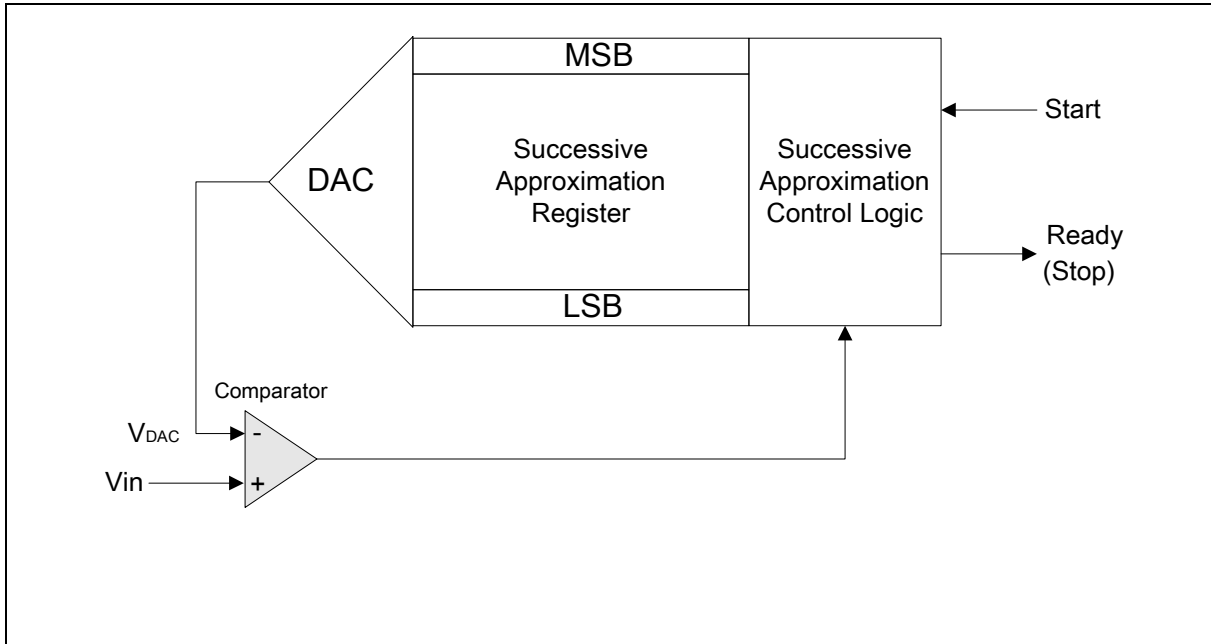 MSB
Start
DAC
Successive
Approximation
Register
Successive
Approximation
Control Logic
Ready
(Stop)
LSB
Comparator
VDAC
-
Vin
+